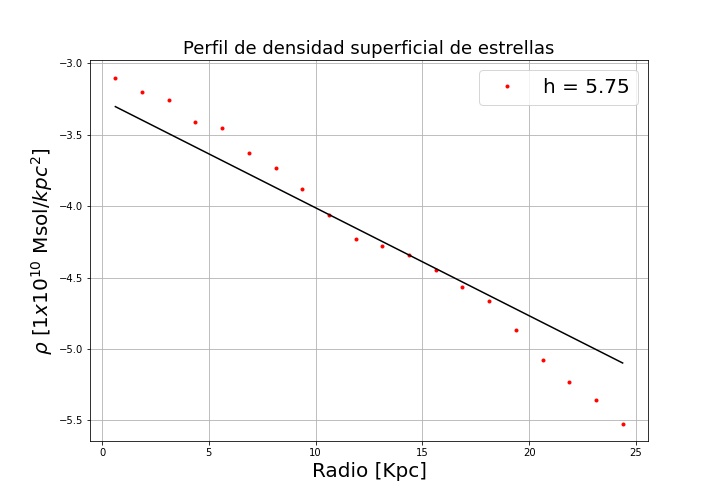 Perfil de densidad superficial de estrellas
h = 5.75
ρ [1x10^10 Msol/kpc^2]
−3.0
−3.5
−4.0
−4.5
−5.0
−5.5
0 5 10 15 20 25
Radio [Kpc]